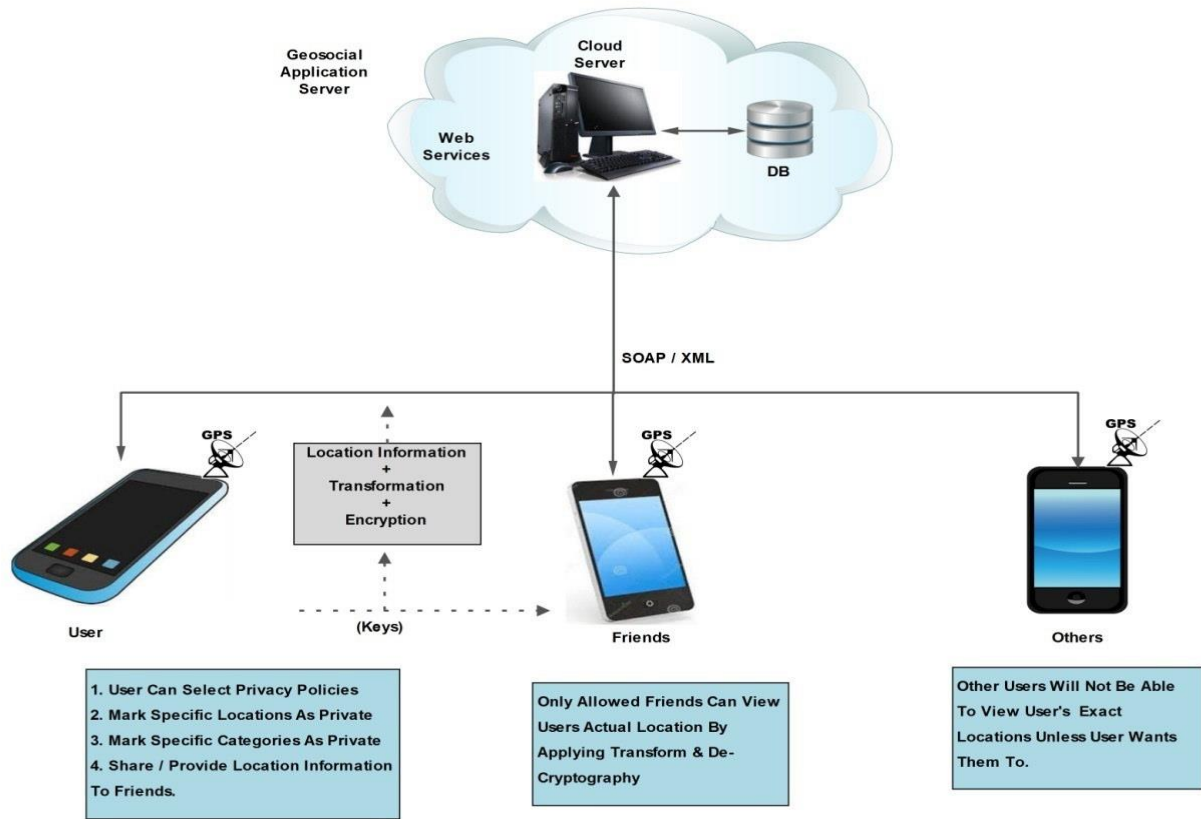 Geosocial
Application
Server
Cloud
Server
Web
Services
DB
SOAP / XML
GPS
Location Information
+
Transformation
+
Encryption
GPS
GPS
User
(Keys)
Friends
Others
1. User Can Select Privacy Policies
2. Mark Specific Locations As Private
3. Mark Specific Categories As Private
4. Share / Provide Location Information
To Friends.
Only Allowed Friends Can View
Users Actual Location By
Applying Transform & De-
Cryptography
Other Users Will Not Be Able
To View User's Exact
Locations Unless User Wants
Them To.